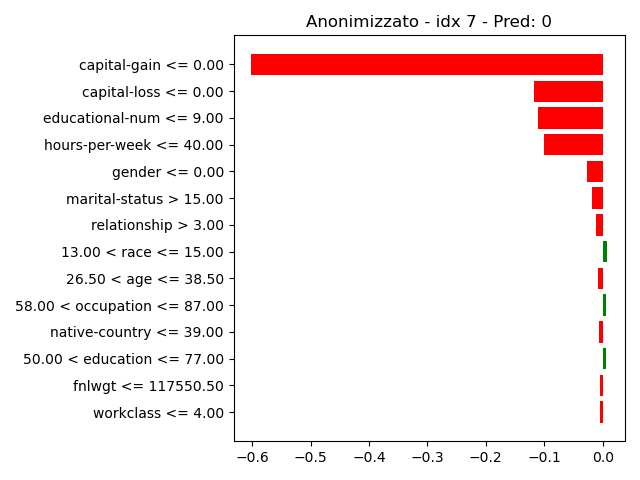 Anonimizzato - idx 7 - Pred: 0
capital-gain <= 0.00
capital-loss <= 0.00
educational-num <= 9.00
hours-per-week <= 40.00
gender <= 0.00
marital-status > 15.00
relationship > 3.00
13.00 < race <= 15.00
26.50 < age <= 38.50
58.00 < occupation <= 87.00
native-country <= 39.00
50.00 < education <= 77.00
fnlwgt <= 117550.50
workclass <= 4.00
−0.6 −0.5 −0.4 −0.3 −0.2 −0.1 0.0